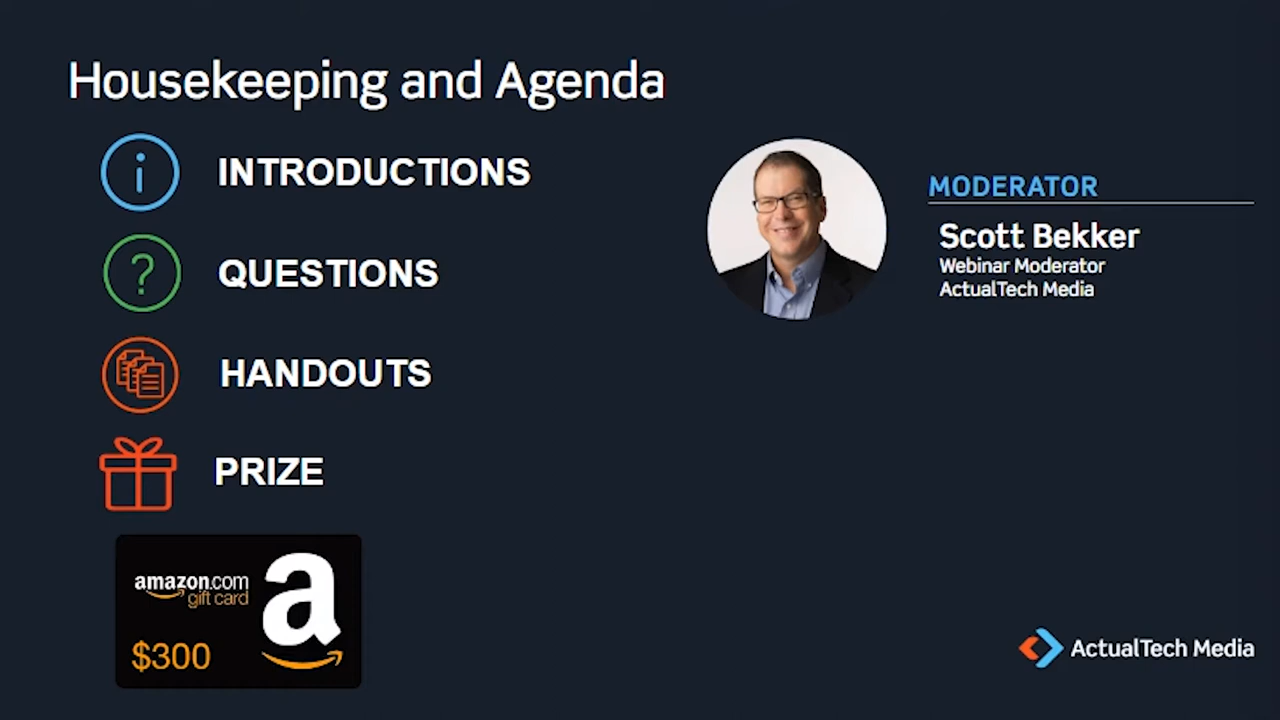 Housekeeping and Agenda
INTRODUCTIONS
QUESTIONS
HANDOUTS
PRIZE
amazon.com
gift card
$300
MODERATOR
Scott Bekker
Webinar Moderator
ActualTech Media
ActualTech Media